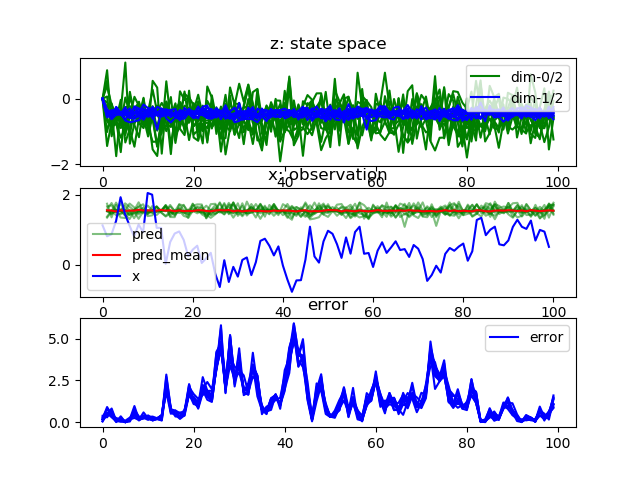 z: state space
0
−2
dim-0/2
dim-1/2
0
20
40
60
80
100
x: observation
2
0
pred
pred_mean
x
0
20
40
60
80
100
error
5.0
2.5
0.0
error
0
20
40
60
80
100